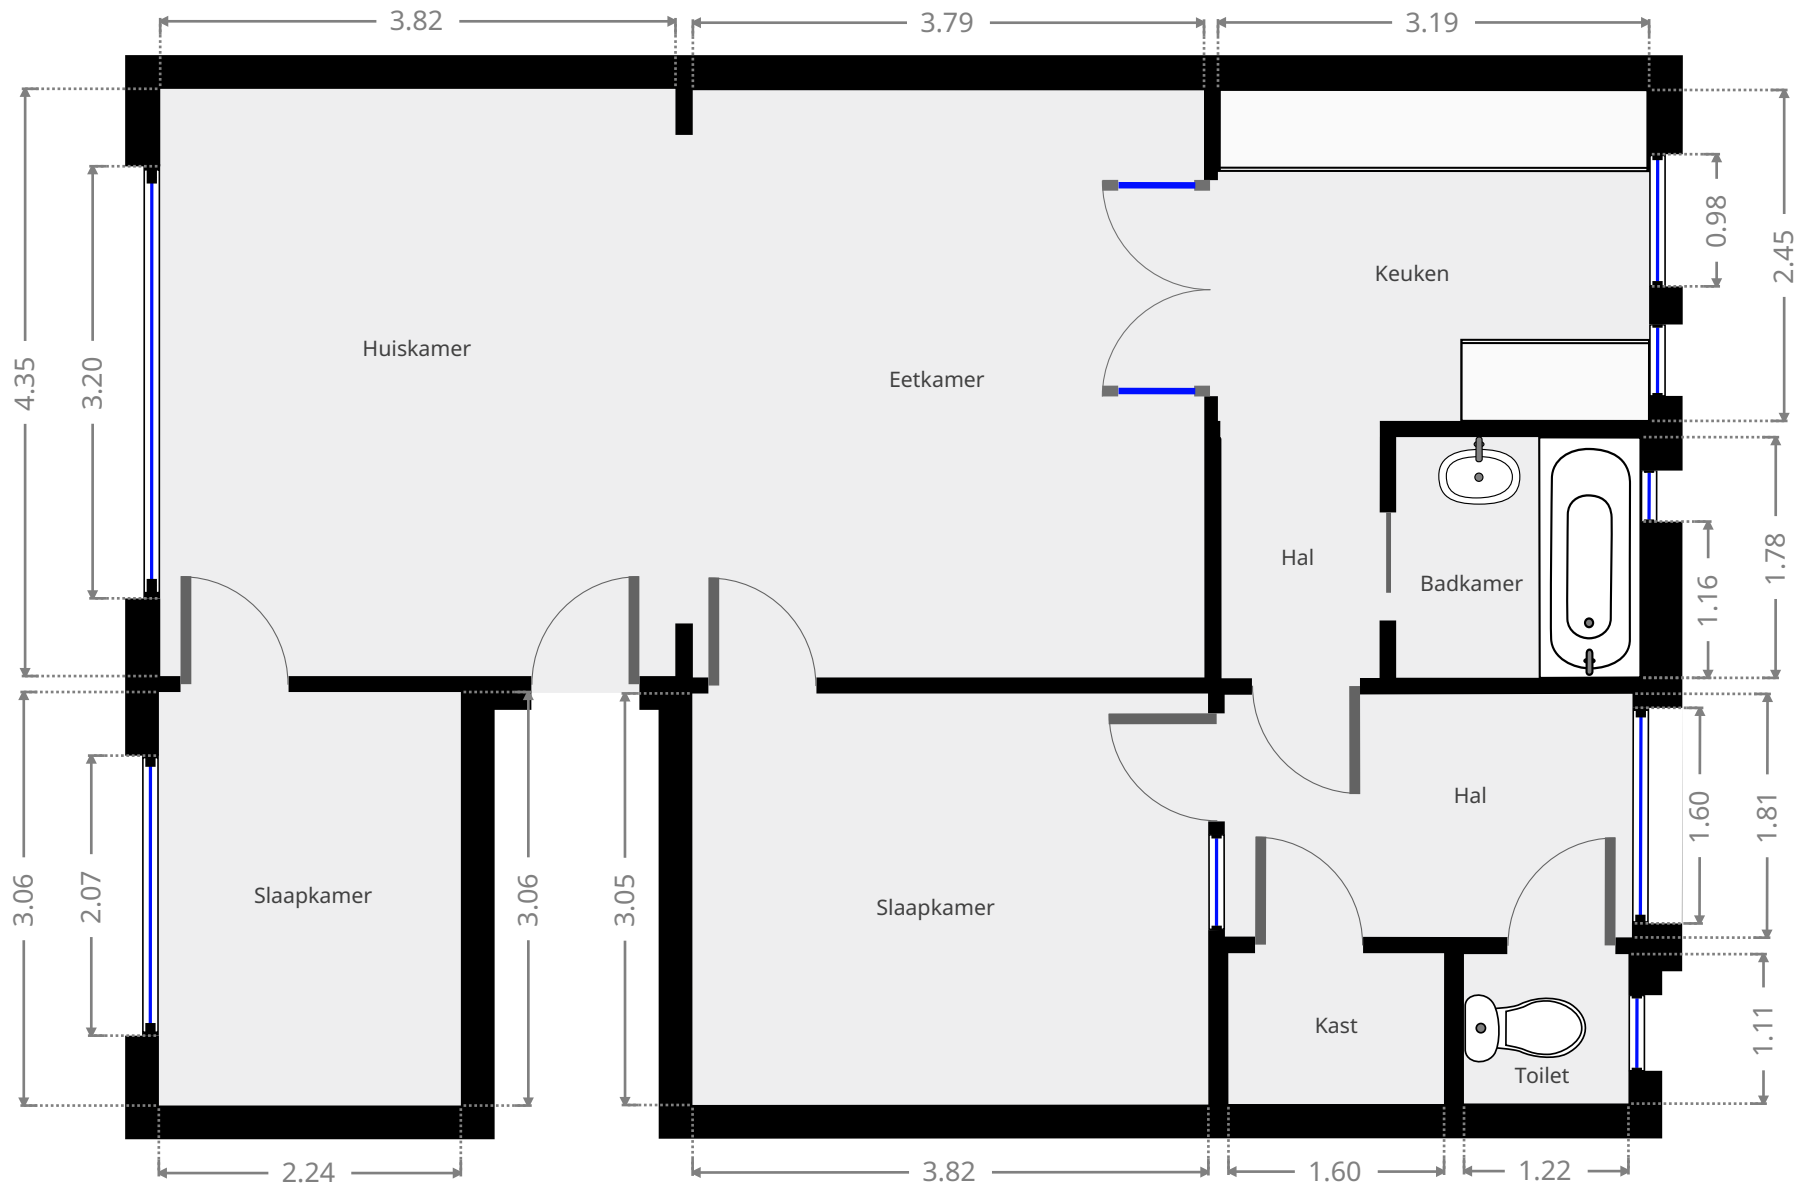 3.82
3.79
3.19
0.98
2.45
Keuken
Huiskamer
4.35
3.20
Eetkamer
Hal
Badkamer
1.78
1.16
Hal
1.60
1.81
Slaapkamer
3.06
2.07
3.06
3.05
Slaapkamer
Kast
1.11
Toilet
2.24
3.82
1.60
1.22